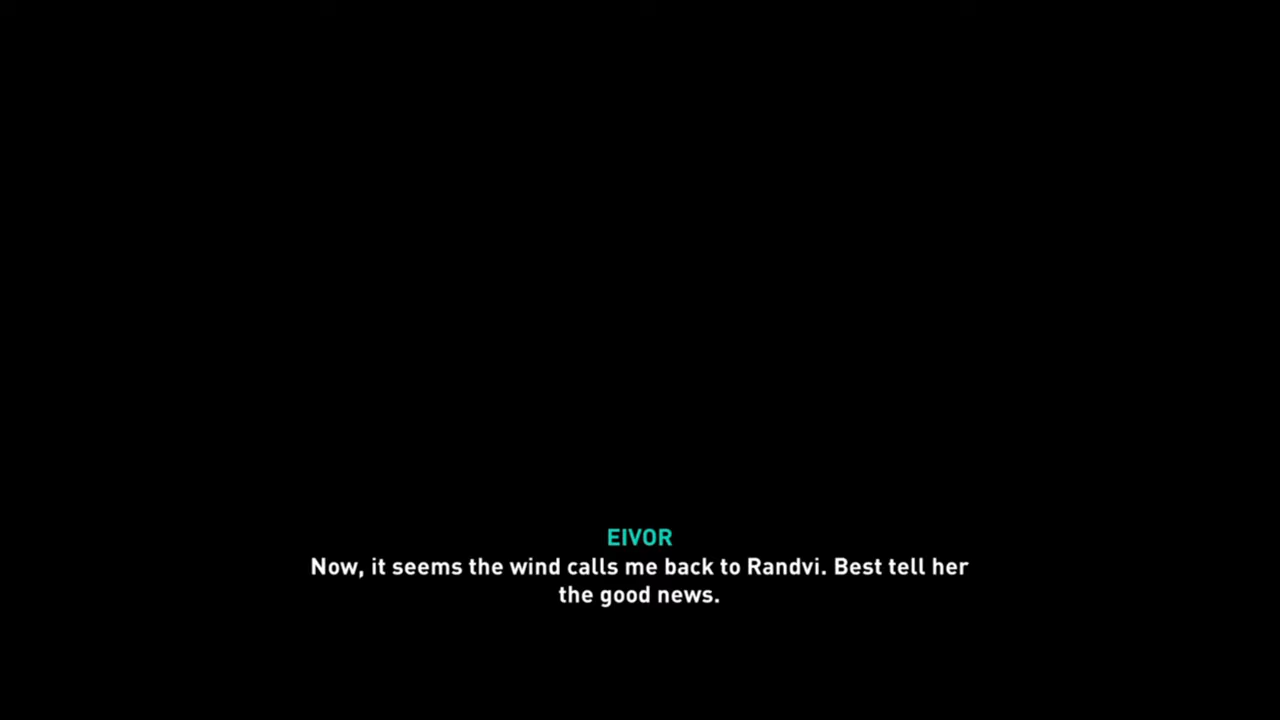 EIVOR
Now, it seems the wind calls me back to Randvi. Best tell her
the good news.